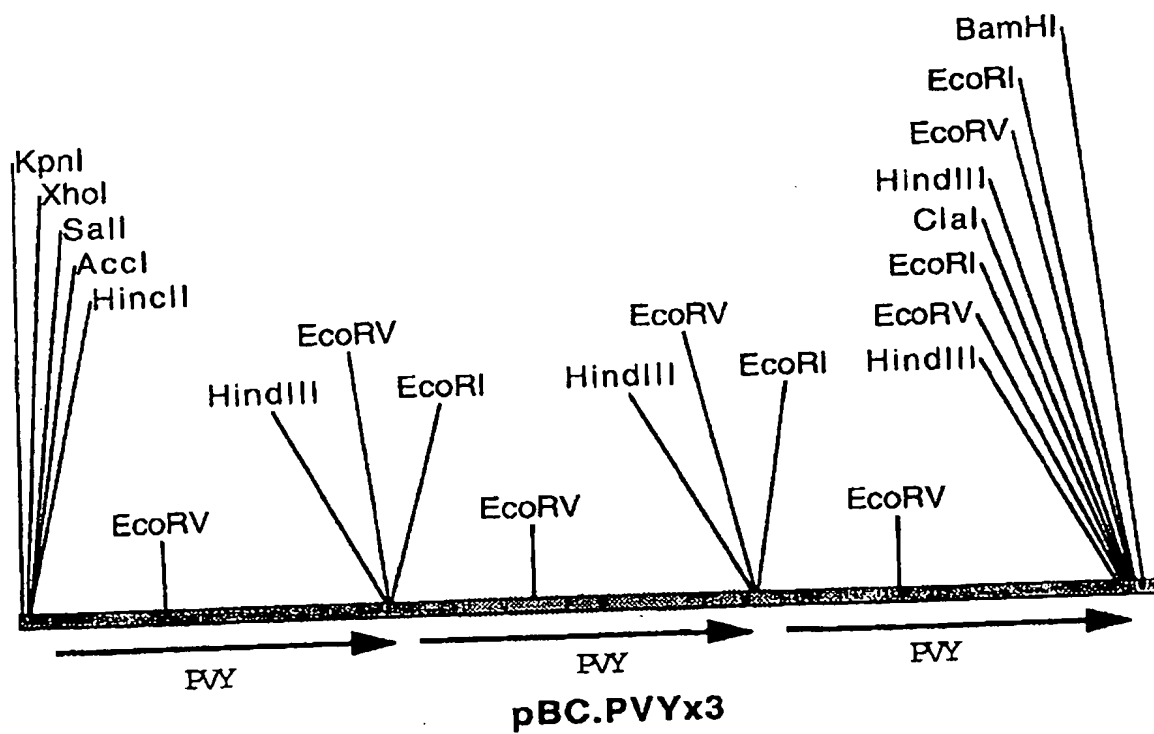 BamHI
EcoRI
EcoRV
HindIII
ClaI
EcoRI
EcoRV
HindIII
KpnI
XhoI
SalI
AccI
HincII
HindIII
EcoRV
EcoRI
HindIII
EcoRV
EcoRI
EcoRV
EcoRV
EcoRV
PVY
PVY
PVY
pBC.PVYx3